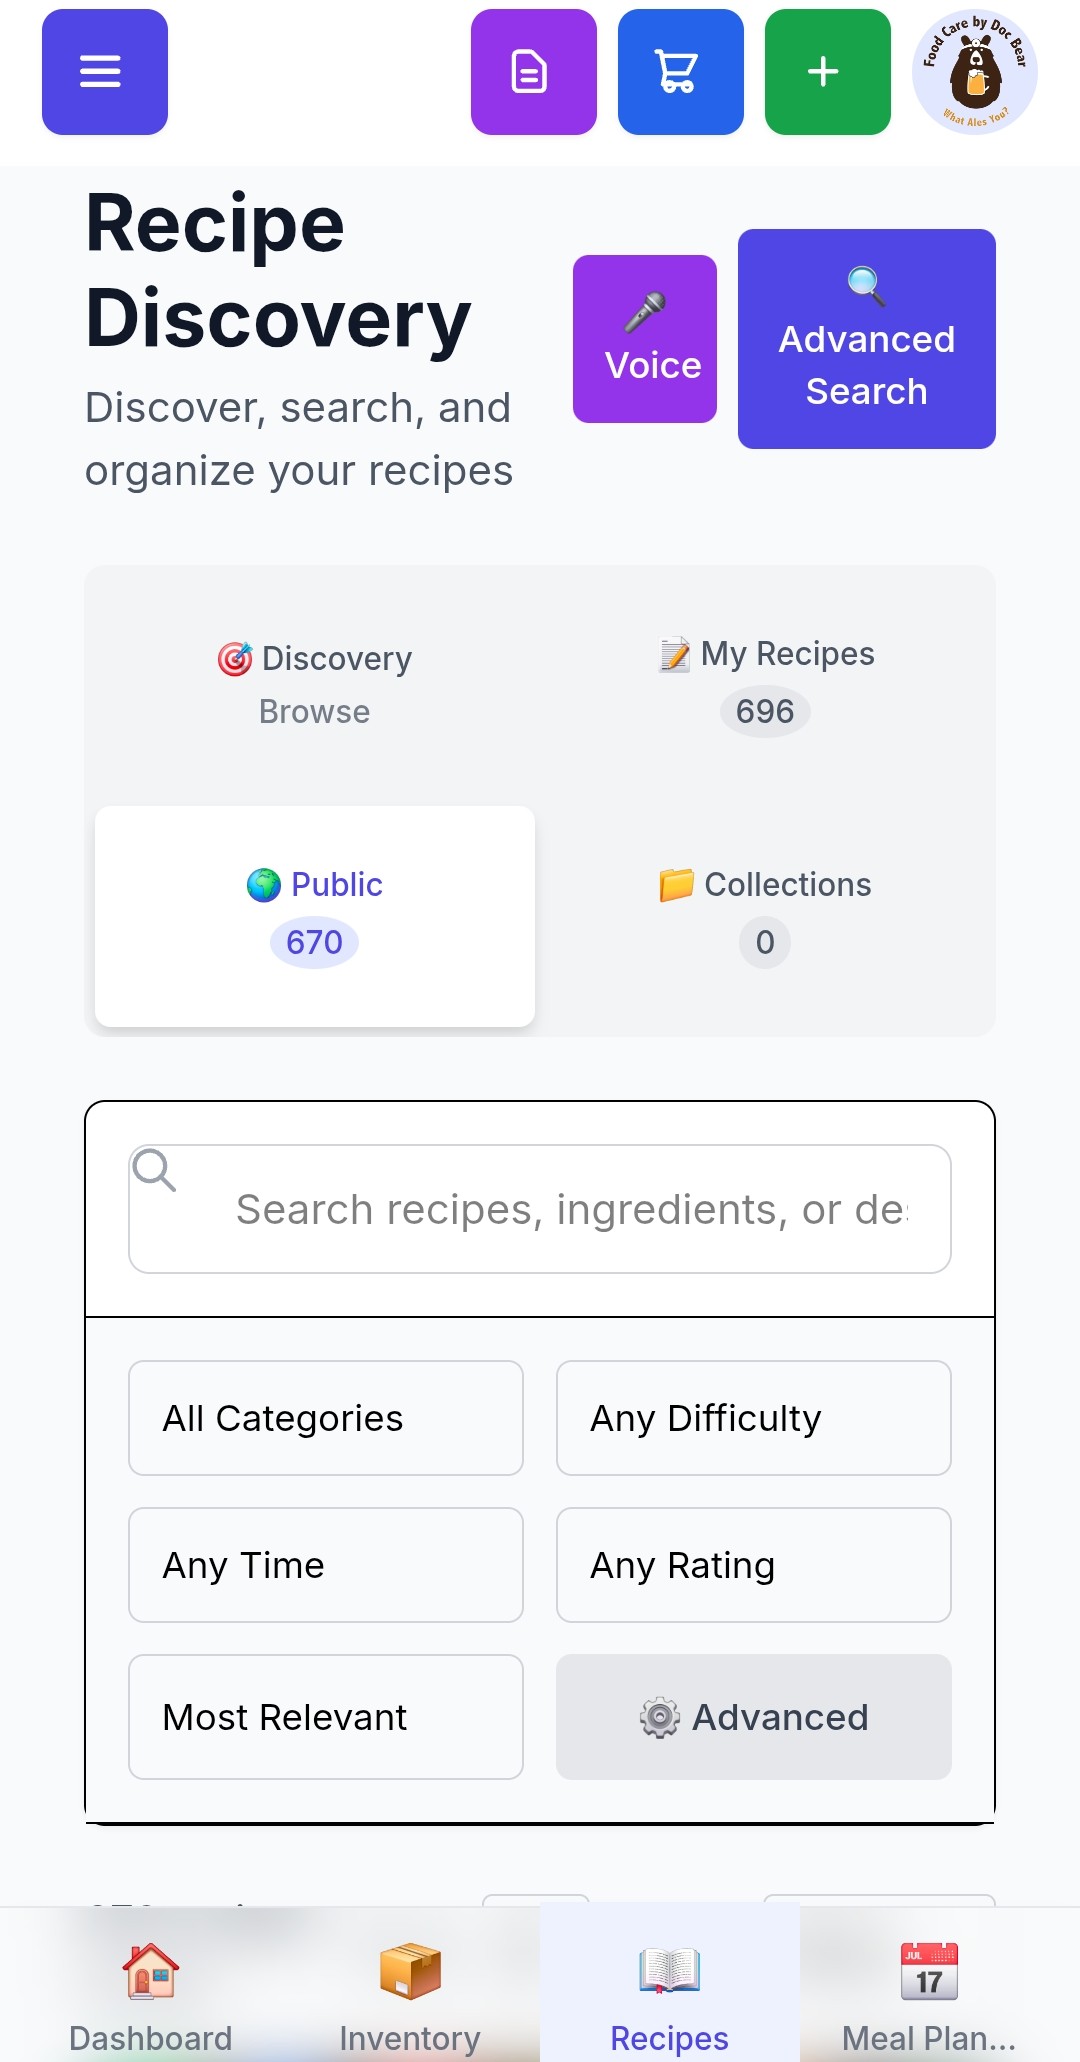 Food Care by Doc Bear
What Ales You?
Recipe
Discovery
Discover, search, and
organize your recipes
Voice
Advanced
Search
Discovery
Browse
My Recipes
696
Public
670
Collections
0
Search recipes, ingredients, or des
All Categories
Any Difficulty
Any Time
Any Rating
Most Relevant
Advanced
JUL
17
Dashboard
Inventory
Recipes
Meal Plan...